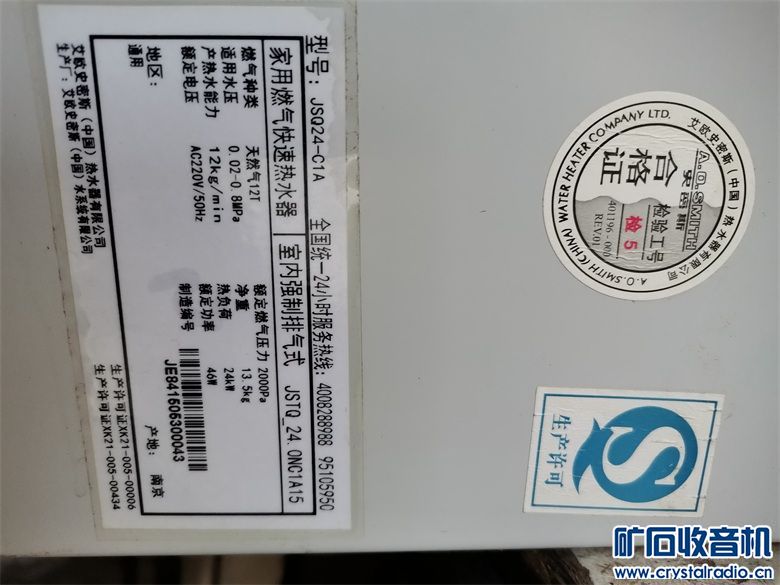 型号：JSQ24-C1A 全国统一24小时服务热线：4008288988 95105950
家用燃气快速热水器 室内强制排气式 JSTQ_24.0NC1A15
燃气种类 天然气12T 额定燃气压力 2000Pa
适用水压 0.02-0.8MPa 净重 13.5kg
产热水能力 12kg/min 热负荷 24kW
额定电压 AC220V/50Hz 额定功率 46W
制造编号 JE841506300043
地区：
通用
产地：南京
艾欧史密斯（中国）热水器有限公司 生产许可证XK21-005-00006
生产厂：艾欧史密斯（中国）水系统有限公司 生产许可证XK21-005-00434
艾欧史密斯（中国）热水器有限公司
A.O.SMITH (CHINA) WATER HEATER COMPANY LTD.
A.O.SMITH
史密斯
合格证
检验工号
检 5
401196-000
REV.01
生产许可
矿石收音机
www.crystalradio.cn